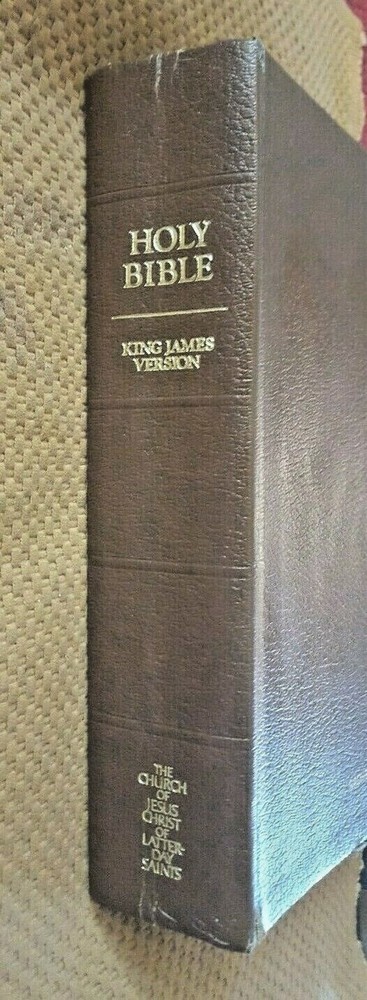 HOLY
BIBLE
KING JAMES
VERSION
THE
CHURCH
OF
JESUS
CHRIST
OF
LATTER-
DAY
SAINTS